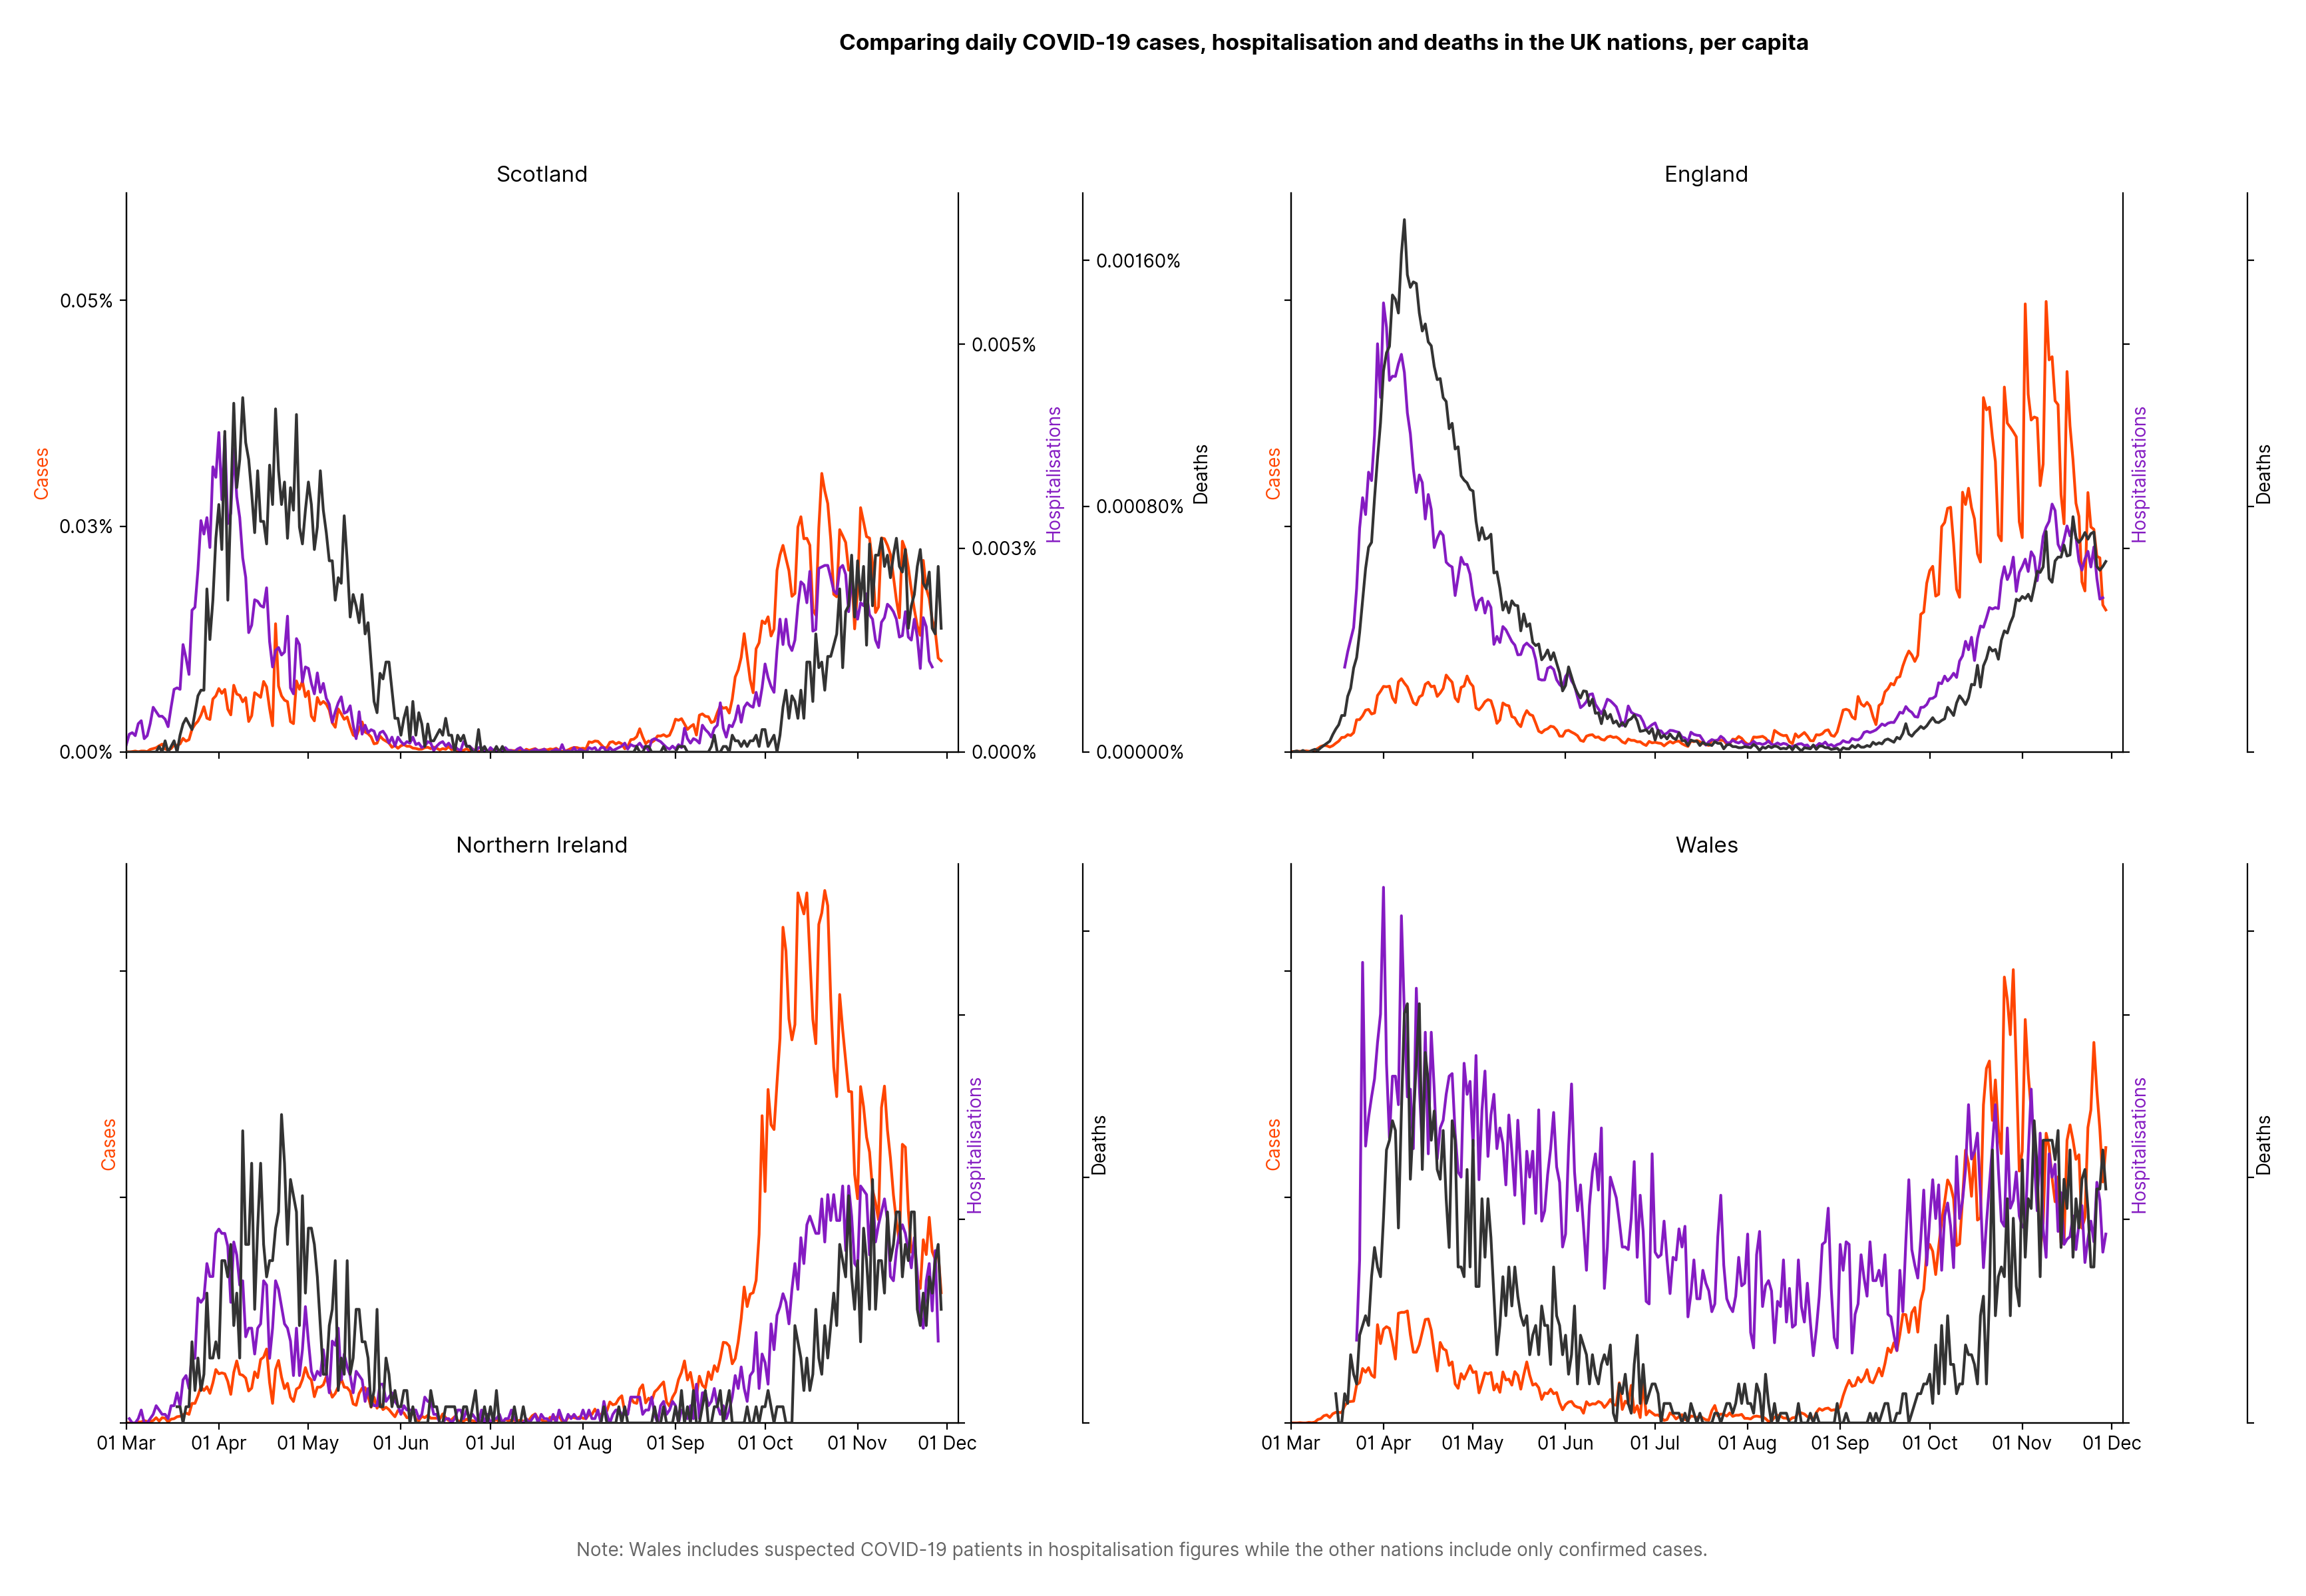 Comparing daily COVID-19 cases, hospitalisation and deaths in the UK nations, per capita
Scotland
0.05%
0.03%
0.00%
Cases
0.005%
0.003%
0.000%
Hospitalisations
0.00160%
0.00080%
0.00000%
Deaths
England
Cases
Hospitalisations
Deaths
Northern Ireland
Cases
Hospitalisations
Deaths
01 Mar 01 Apr 01 May 01 Jun 01 Jul 01 Aug 01 Sep 01 Oct 01 Nov 01 Dec
Wales
Cases
Hospitalisations
Deaths
01 Mar 01 Apr 01 May 01 Jun 01 Jul 01 Aug 01 Sep 01 Oct 01 Nov 01 Dec
Note: Wales includes suspected COVID-19 patients in hospitalisation figures while the other nations include only confirmed cases.